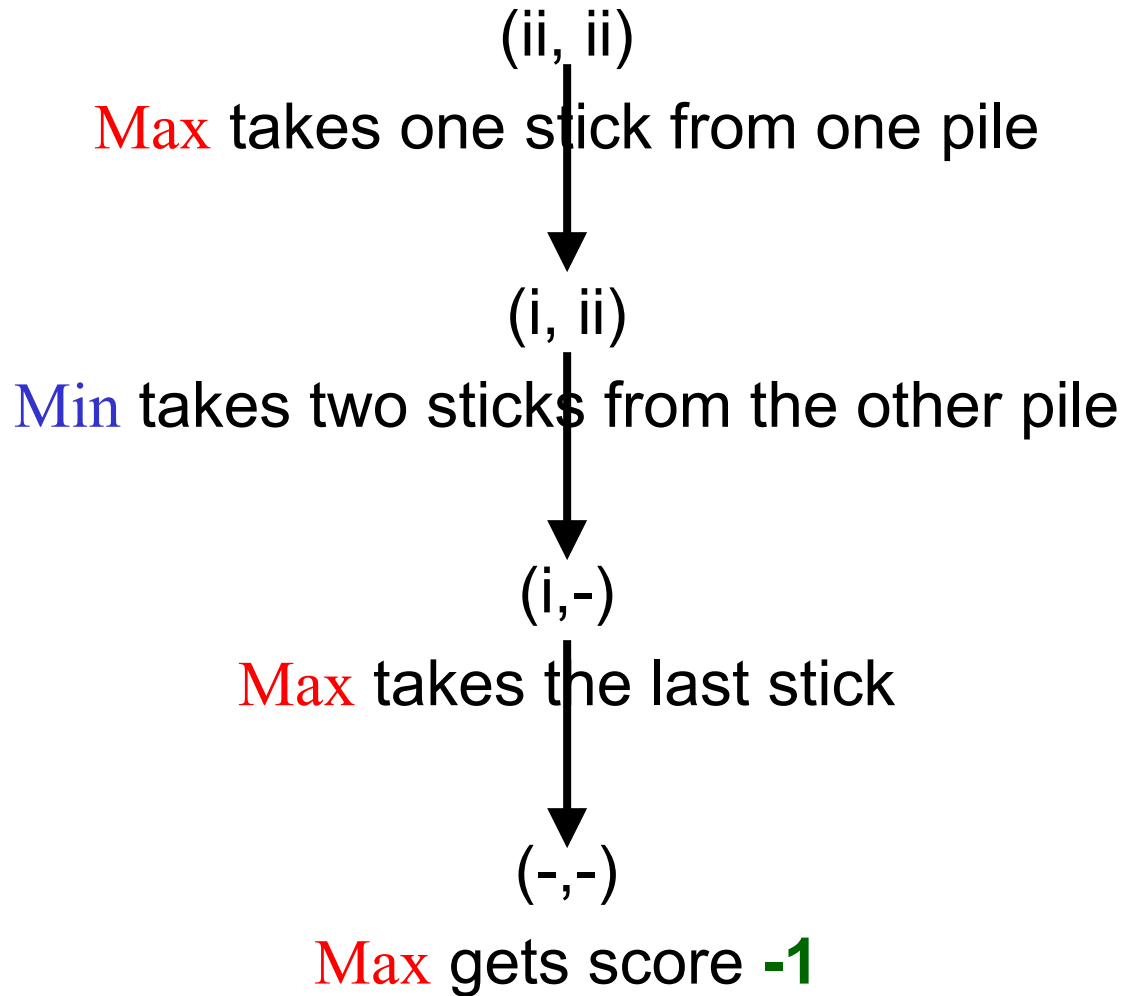 (ii, ii)
Max takes one stick from one pile
(i, ii)
Min takes two sticks from the other pile
(i,-)
Max takes the last stick
(-,-)
Max gets score -1